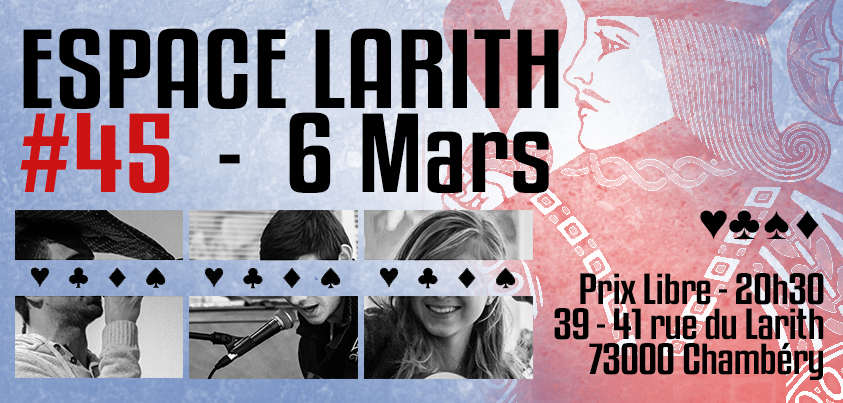 ESPACE LARITH
#45 - 6 Mars
Prix Libre - 20h30
39 - 41 rue du Larith
73000 Chambéry